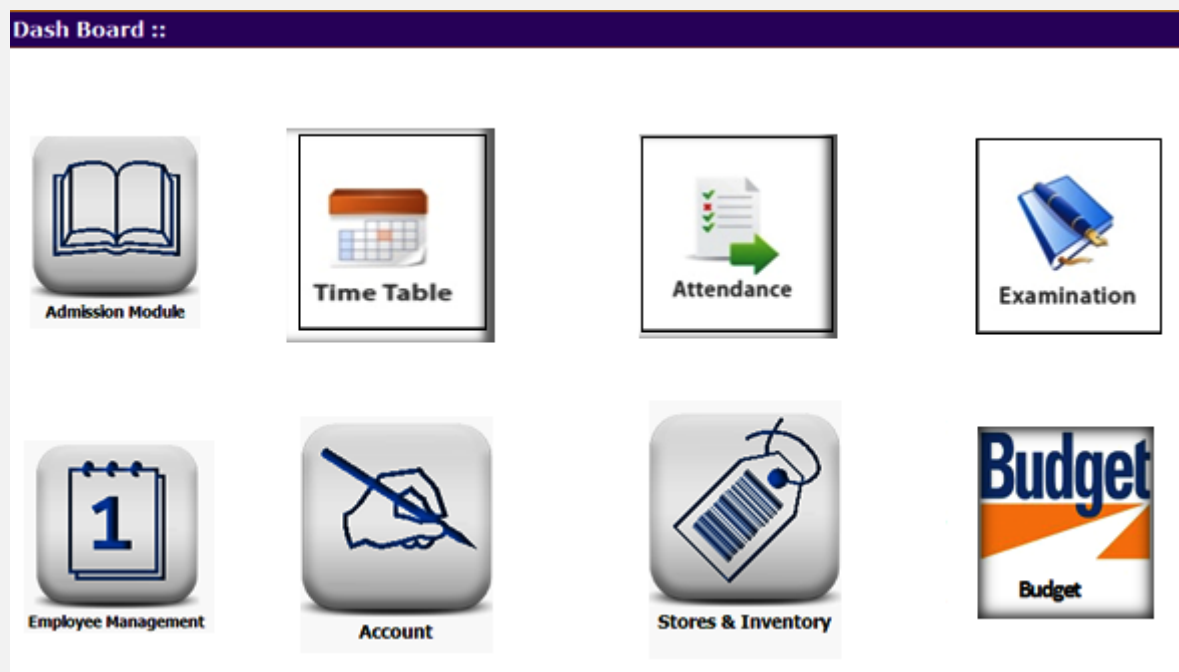 Dash Board ::
Admission Module
Time Table
Attendance
Examination
1
Employee Management
Account
Stores & Inventory
Budget
Budget